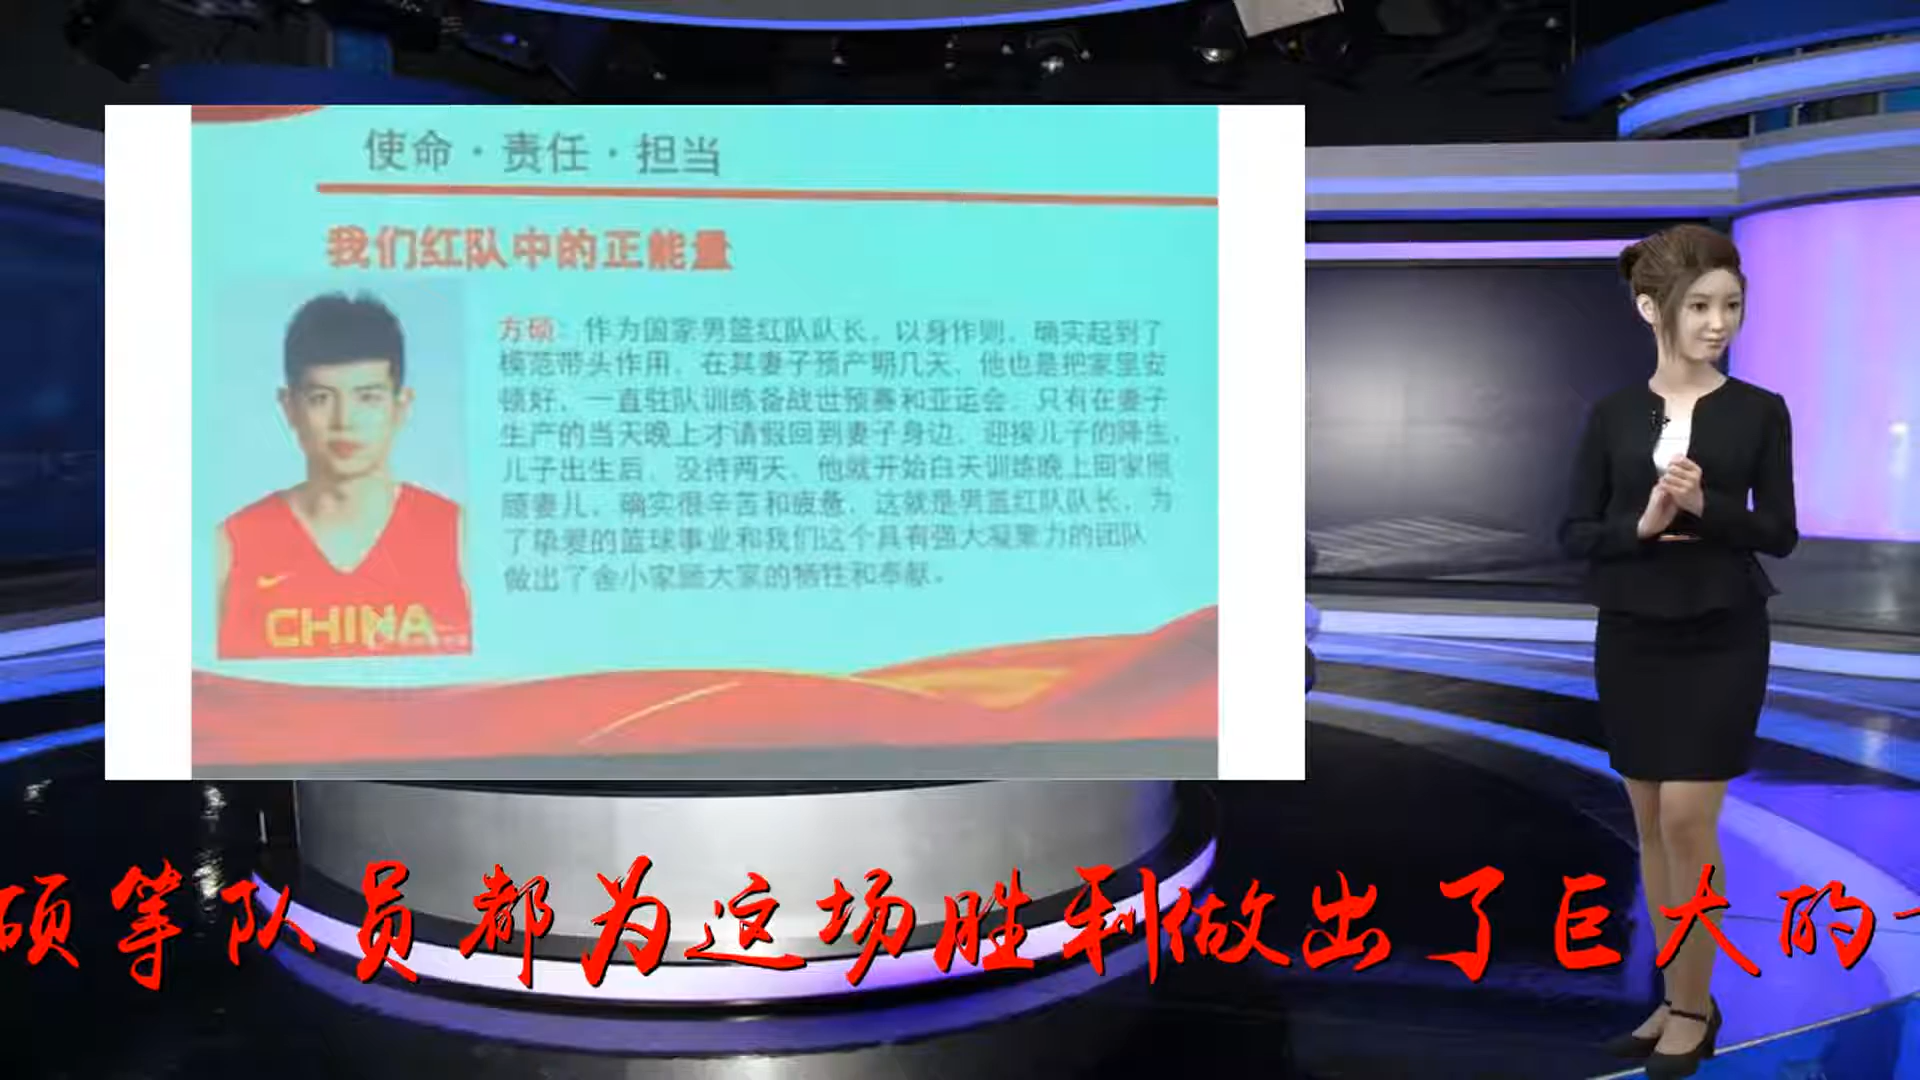 使命·责任·担当
我们红队中的正能量
方硕：作为国家男篮红队队长，以身作则，确实起到了
模范带头作用，在其妻子预产期几天，他也是把家里安
顿好，一直驻队训练备战世预赛和亚运会，只有在妻子
生产的当天晚上才请假回到妻子身边，迎接儿子的降生，
儿子出生后，没待两天，他就开始白天训练晚上回家照
顾妻儿，确实很辛苦和疲惫，这就是男篮红队队长，为
了挚爱的篮球事业和我们这个具有强大凝聚力的团队
做出了舍小家顾大家的牺牲和奉献。
CHINA
硕等队员都为这场胜利做出了巨大的